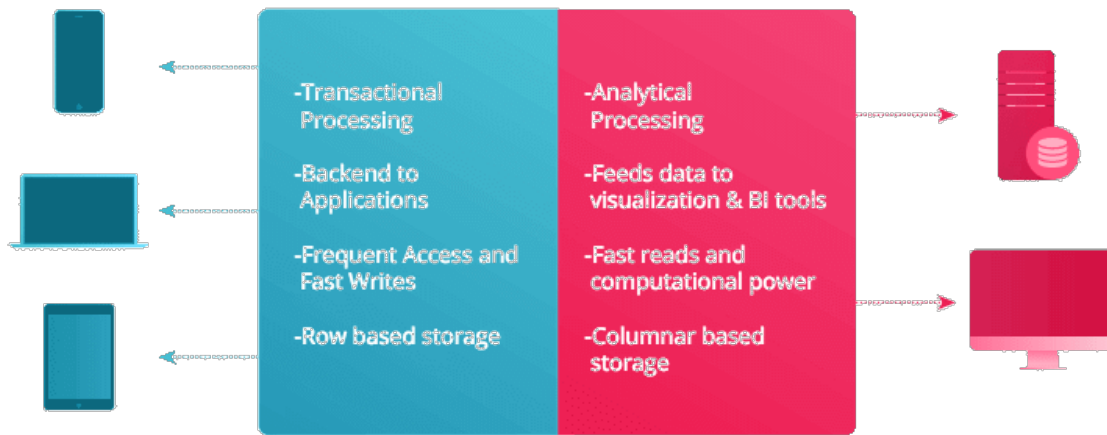 -Transactional
Processing
-Backend to
Applications
-Frequent Access and
Fast Writes
-Row based storage
-Analytical
Processing
-Feeds data to
visualization & BI tools
-Fast reads and
computational power
-Columnar based
storage